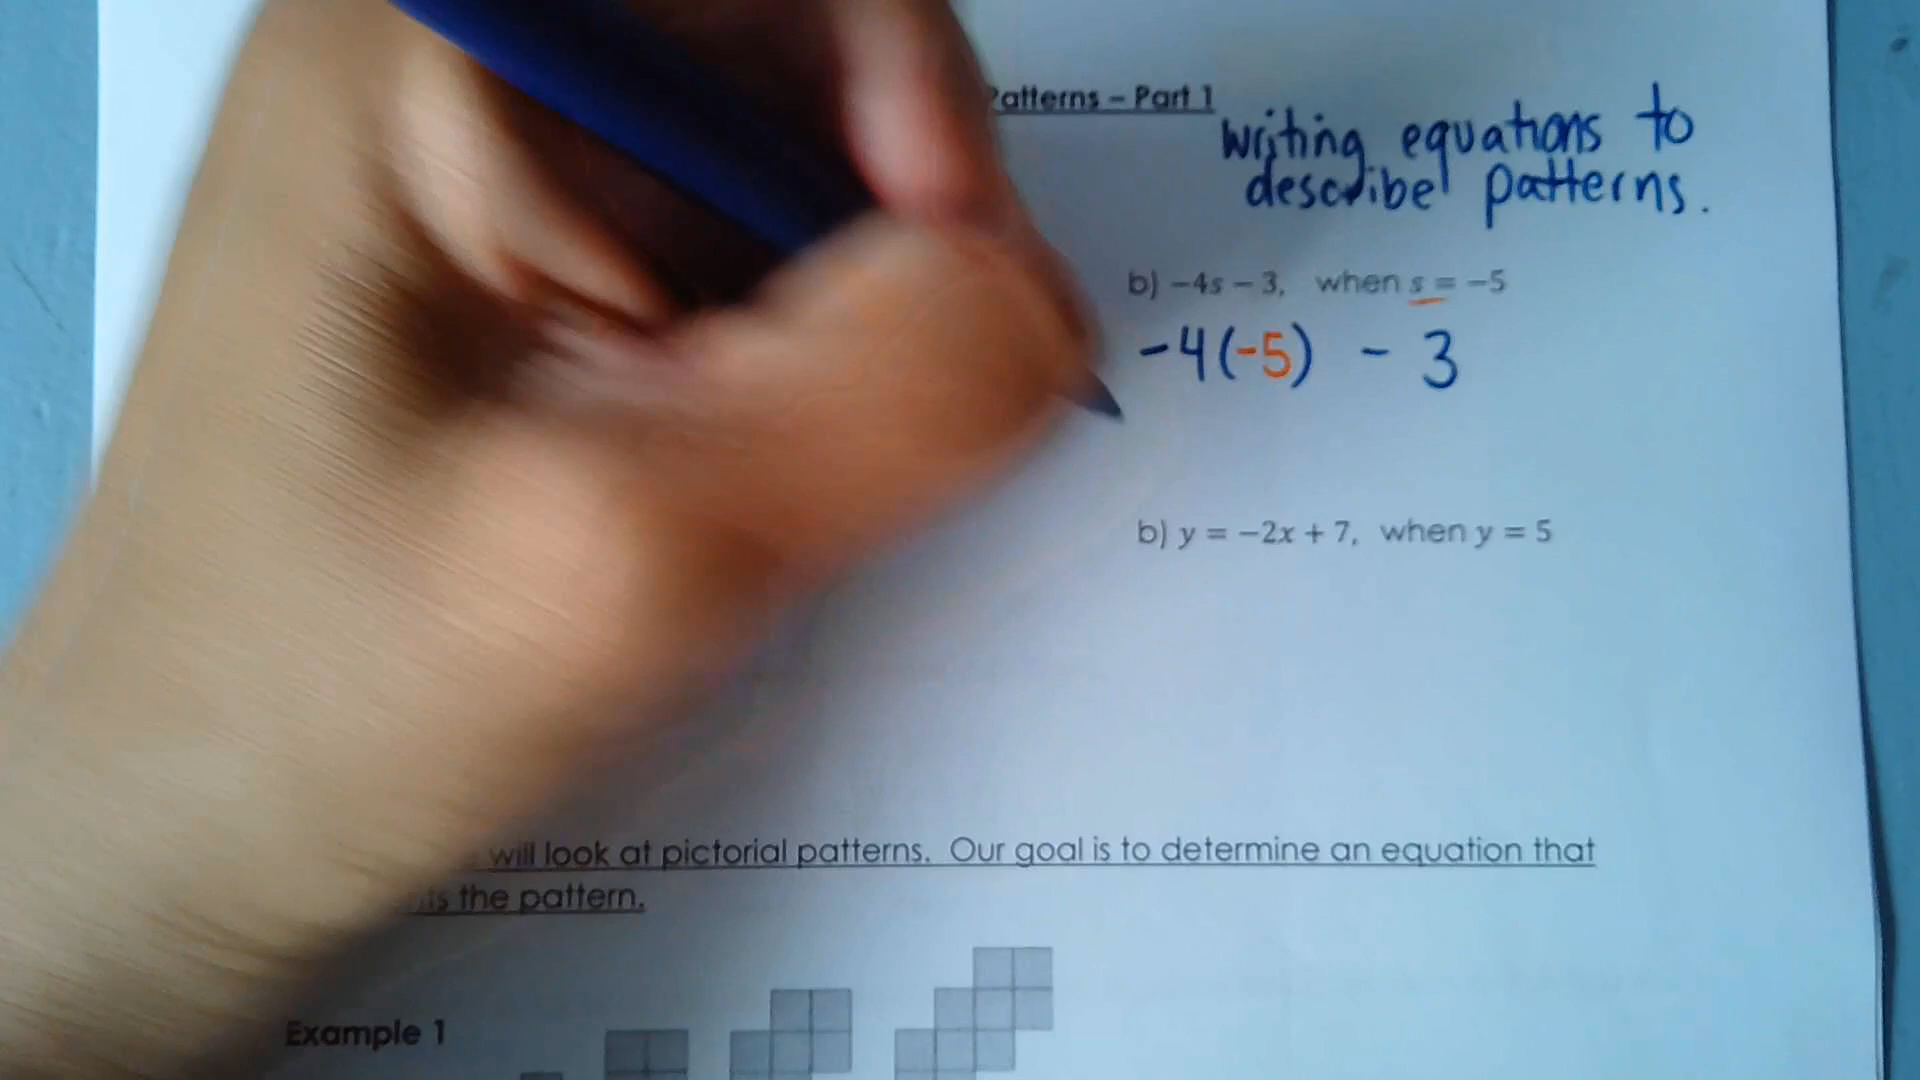 Patterns – Part 1
writing equations to
describe patterns.
b) −4s − 3, when s = −5
-4(-5) - 3
b) y = −2x + 7, when y = 5
will look at pictorial patterns. Our goal is to determine an equation that
the pattern.
Example 1